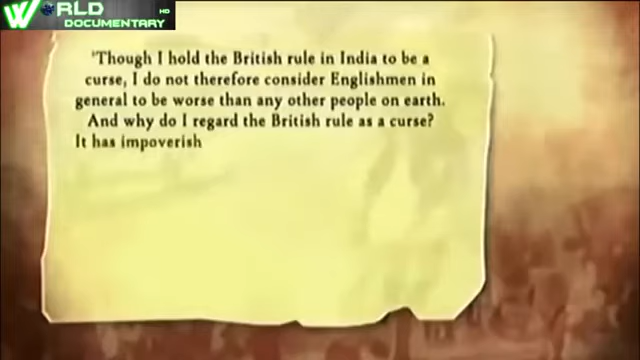 WORLD HD
DOCUMENTARY
'Though I hold the British rule in India to be a
curse, I do not therefore consider Englishmen in
general to be worse than any other people on earth.
And why do I regard the British rule as a curse?
It has impoverish